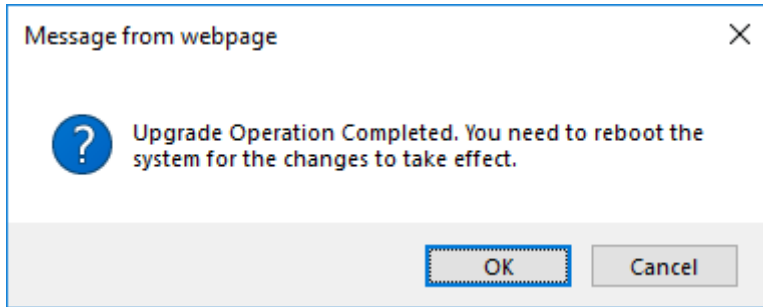 Message from webpage
?
Upgrade Operation Completed. You need to reboot the
system for the changes to take effect.
OK
Cancel